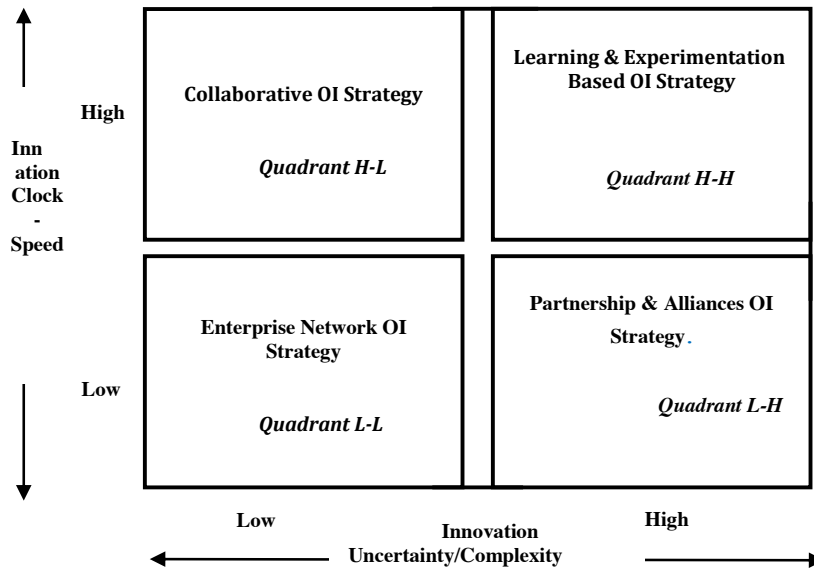 Learning & Experimentation
Based OI Strategy
Collaborative OI Strategy
High
Inn
ation
Clock
-
Speed
Quadrant H-L
Quadrant H-H
Partnership & Alliances OI
Strategy.
Enterprise Network OI
Strategy
Low
Quadrant L-H
Quadrant L-L
Low
High
Innovation
Uncertainty/Complexity